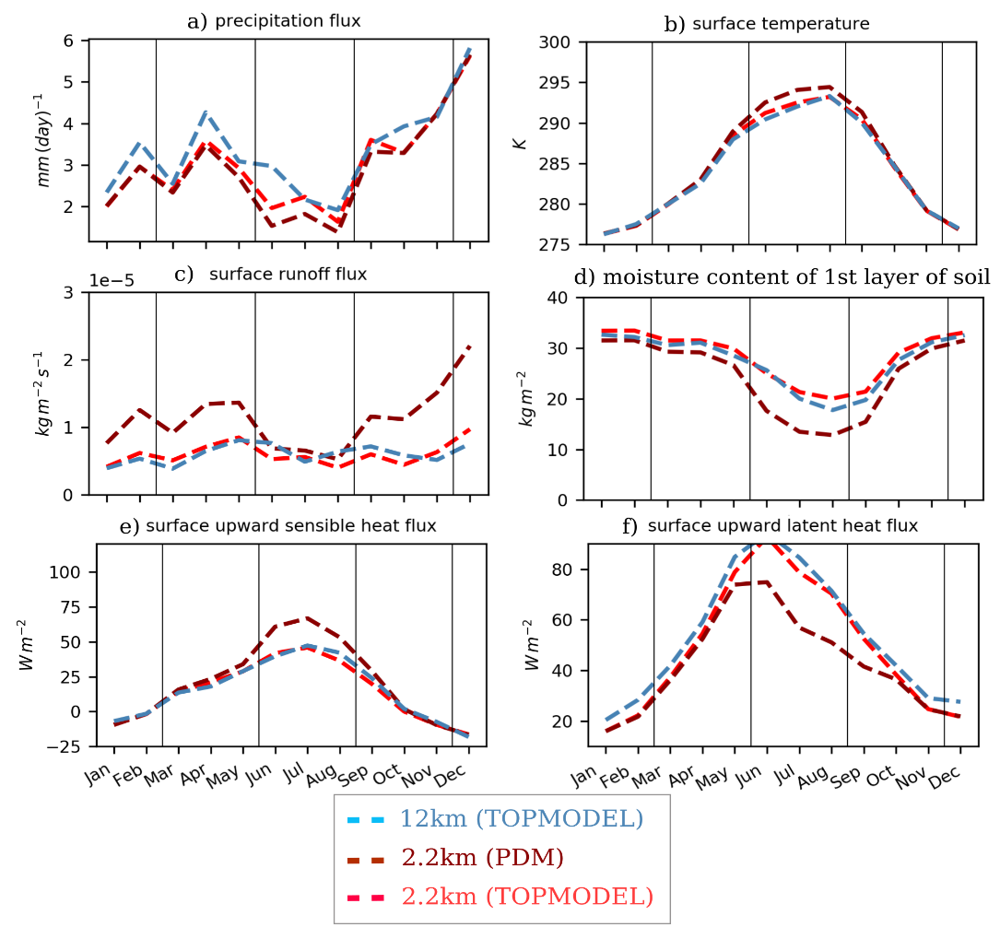 a) precipitation flux
b) surface temperature
mm (day)⁻¹
6
5
4
3
2
K
300
295
290
285
280
275
c) surface runoff flux
d) moisture content of 1st layer of soil
1e−5
kg m⁻² s⁻¹
3
2
1
0
kg m⁻²
40
30
20
10
0
e) surface upward sensible heat flux
f) surface upward latent heat flux
W m⁻²
100
75
50
25
0
−25
W m⁻²
80
60
40
20
Jan Feb Mar Apr May Jun Jul Aug Sep Oct Nov Dec
Jan Feb Mar Apr May Jun Jul Aug Sep Oct Nov Dec
12km (TOPMODEL)
2.2km (PDM)
2.2km (TOPMODEL)